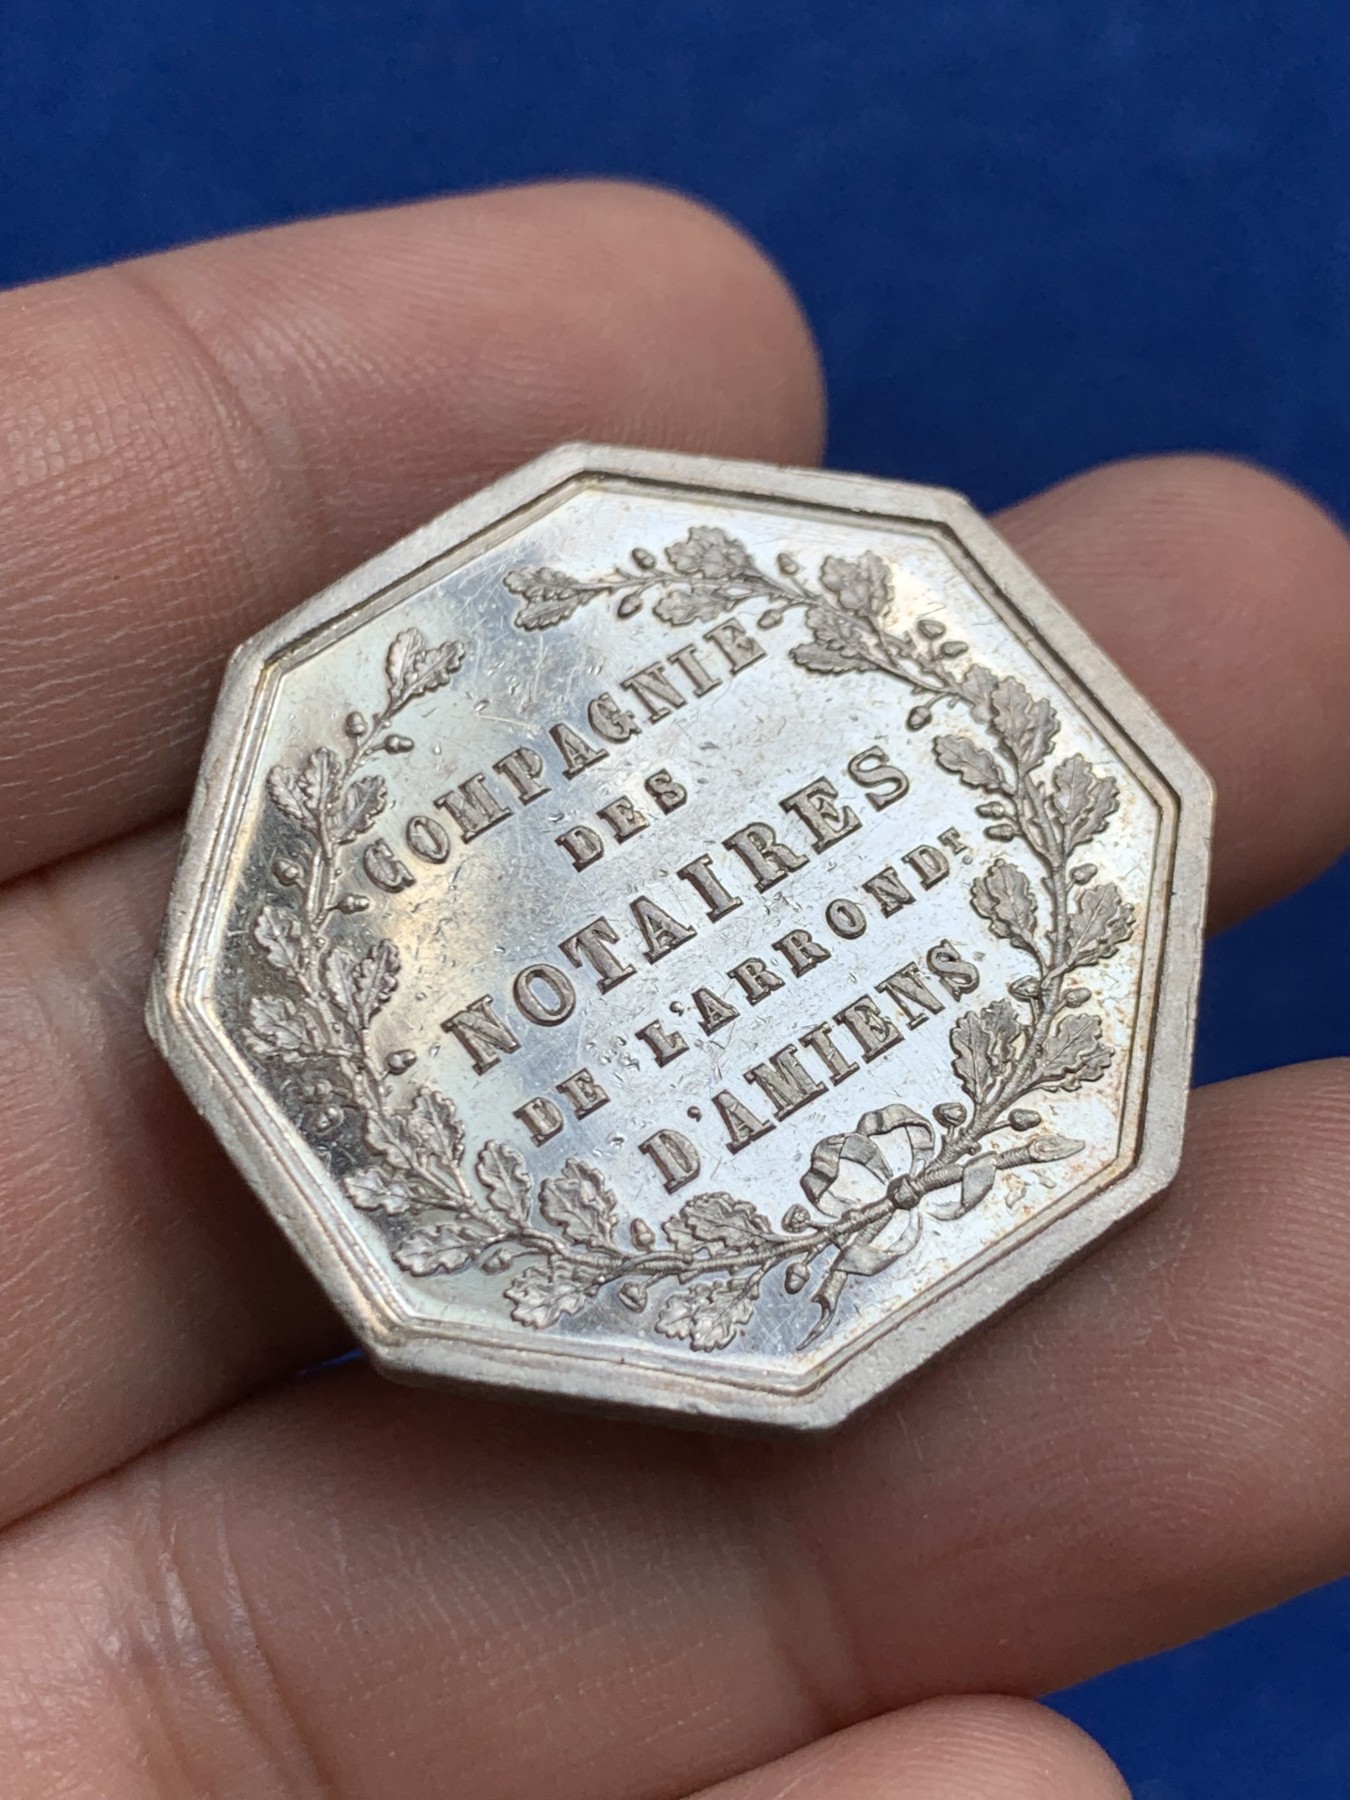 COMPAGNIE
DES
NOTAIRES
DE L'ARRONDT
D'AMIENS